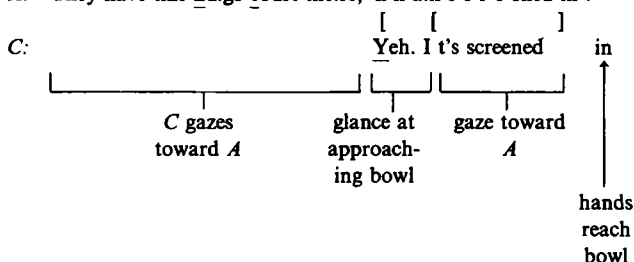 [ [ ]
C: Yeh. I t's screened in
C gazes toward A
glance at approach-ing bowl
gaze toward A
hands reach bowl